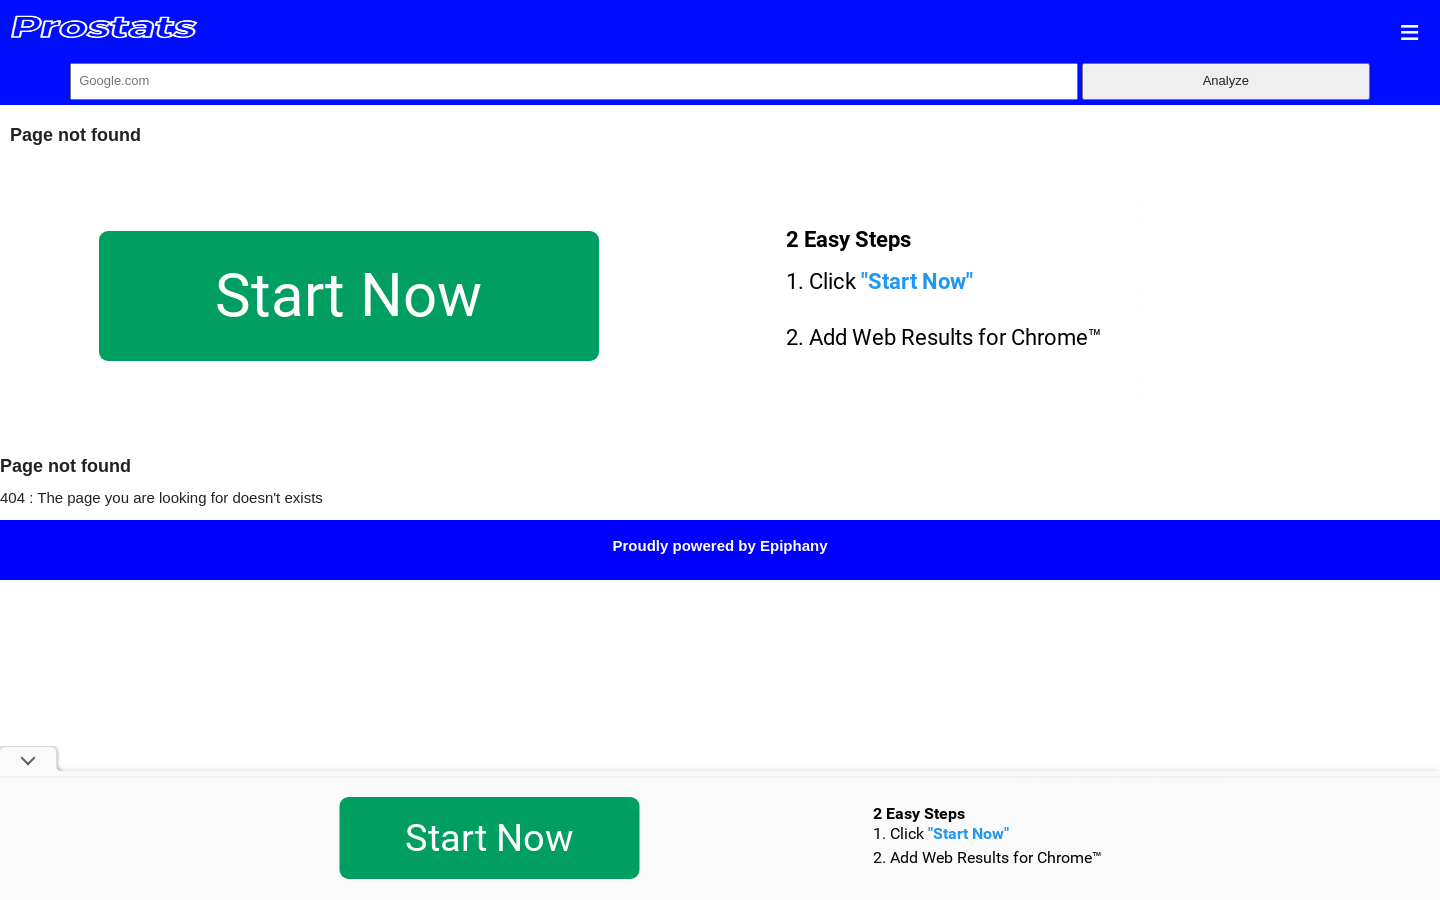 Prostats
≡
Google.com
Analyze
Page not found
Start Now
2 Easy Steps
1. Click "Start Now"
2. Add Web Results for Chrome™
Page not found
404 : The page you are looking for doesn't exists
Proudly powered by Epiphany
Start Now
2 Easy Steps
1. Click "Start Now"
2. Add Web Results for Chrome™